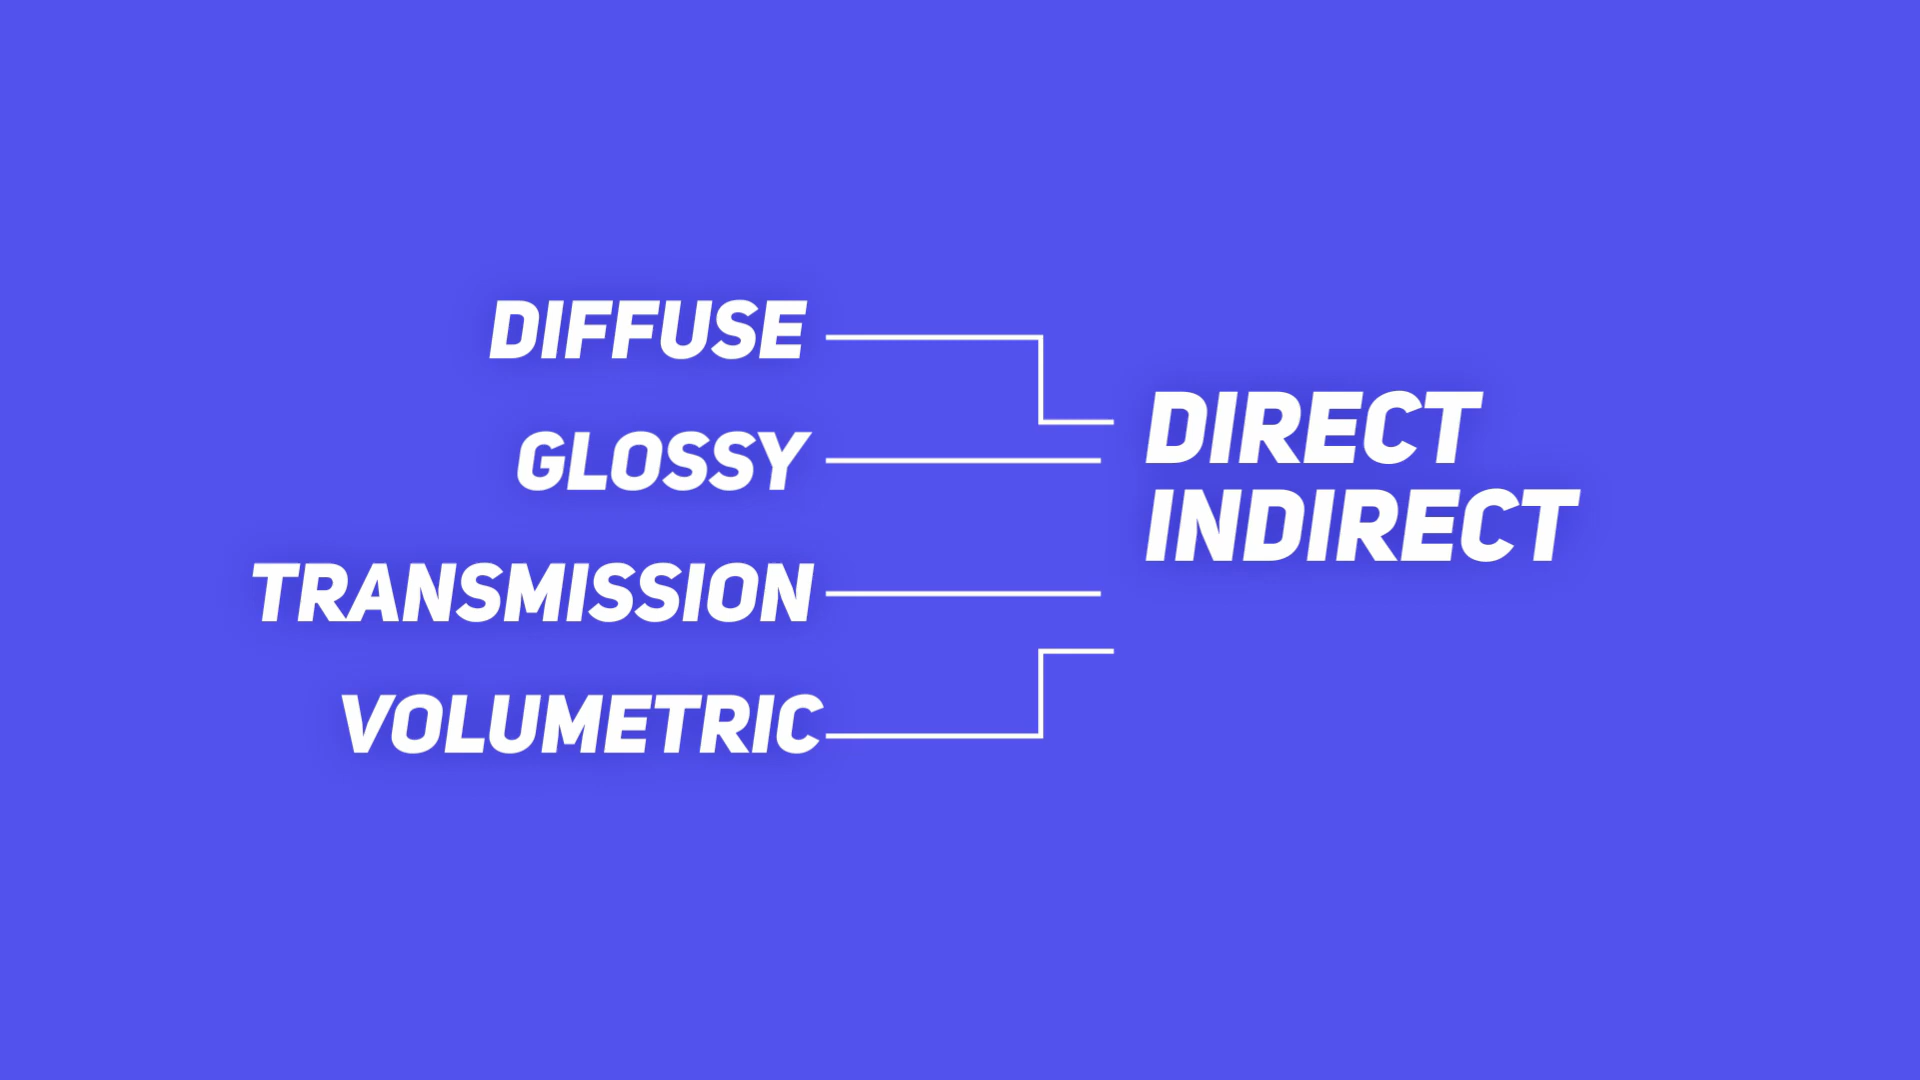 DIFFUSE
GLOSSY
TRANSMISSION
VOLUMETRIC
DIRECT
INDIRECT